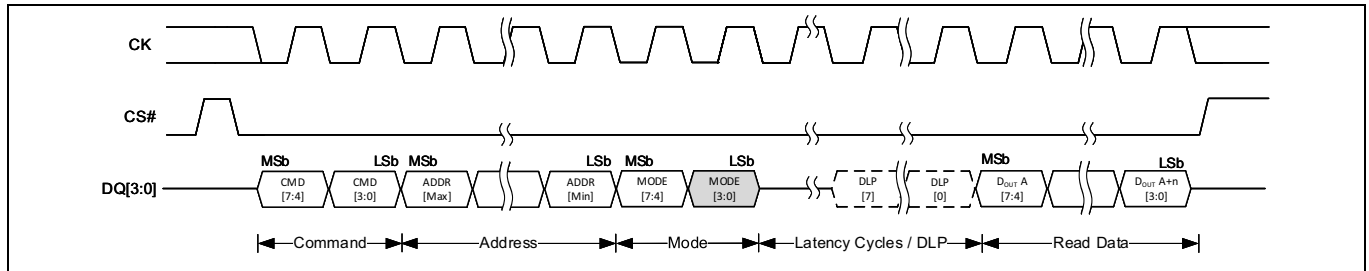 CK
CS#
MSb LSb MSb LSb MSb LSb MSb LSb
DQ[3:0] CMD [7:4] CMD [3:0] ADDR [Max] ADDR [Min] MODE [7:4] MODE [3:0] DLP [7] DLP [0] DOUT A [7:4] DOUT A+n [3:0]
Command Address Mode Latency Cycles / DLP Read Data